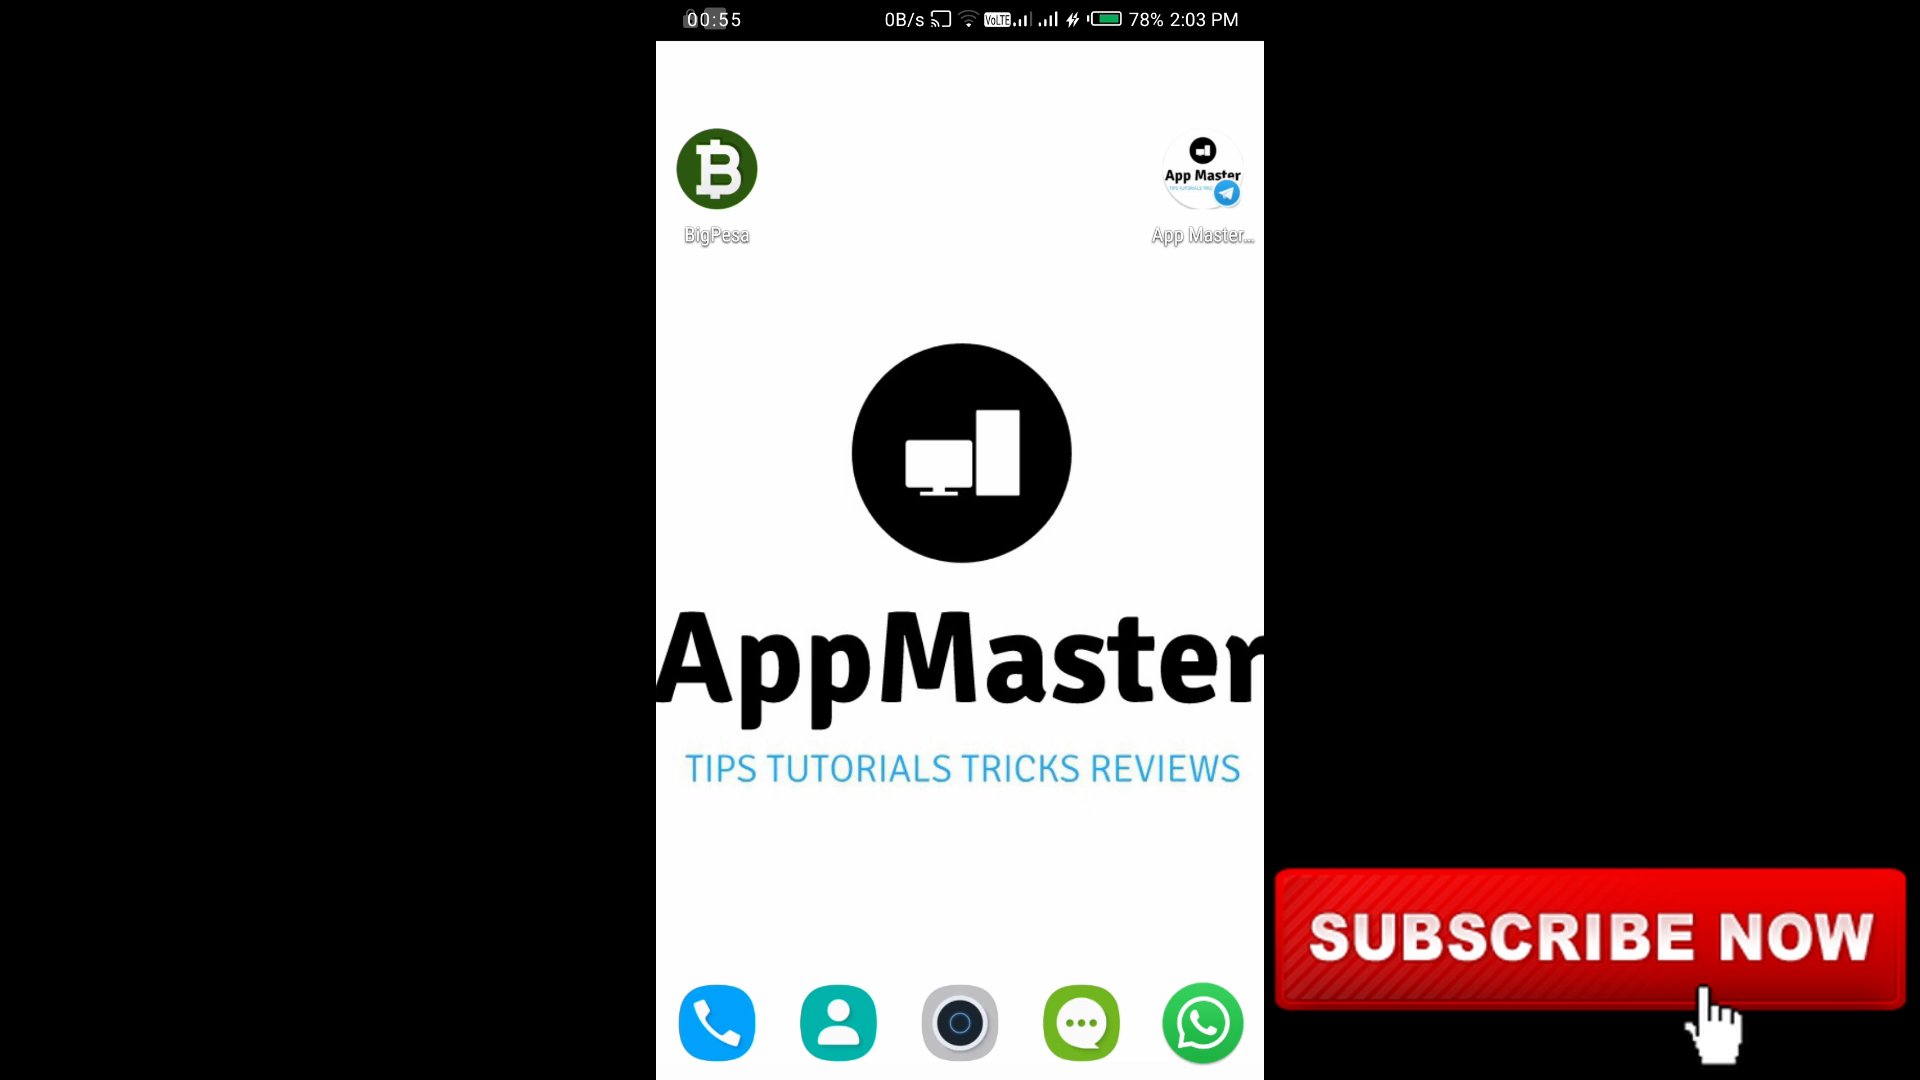 00:55 0B/s VoLTE 78% 2:03 PM
BigPesa
App Master
App Master...
AppMaster
TIPS TUTORIALS TRICKS REVIEWS
SUBSCRIBE NOW